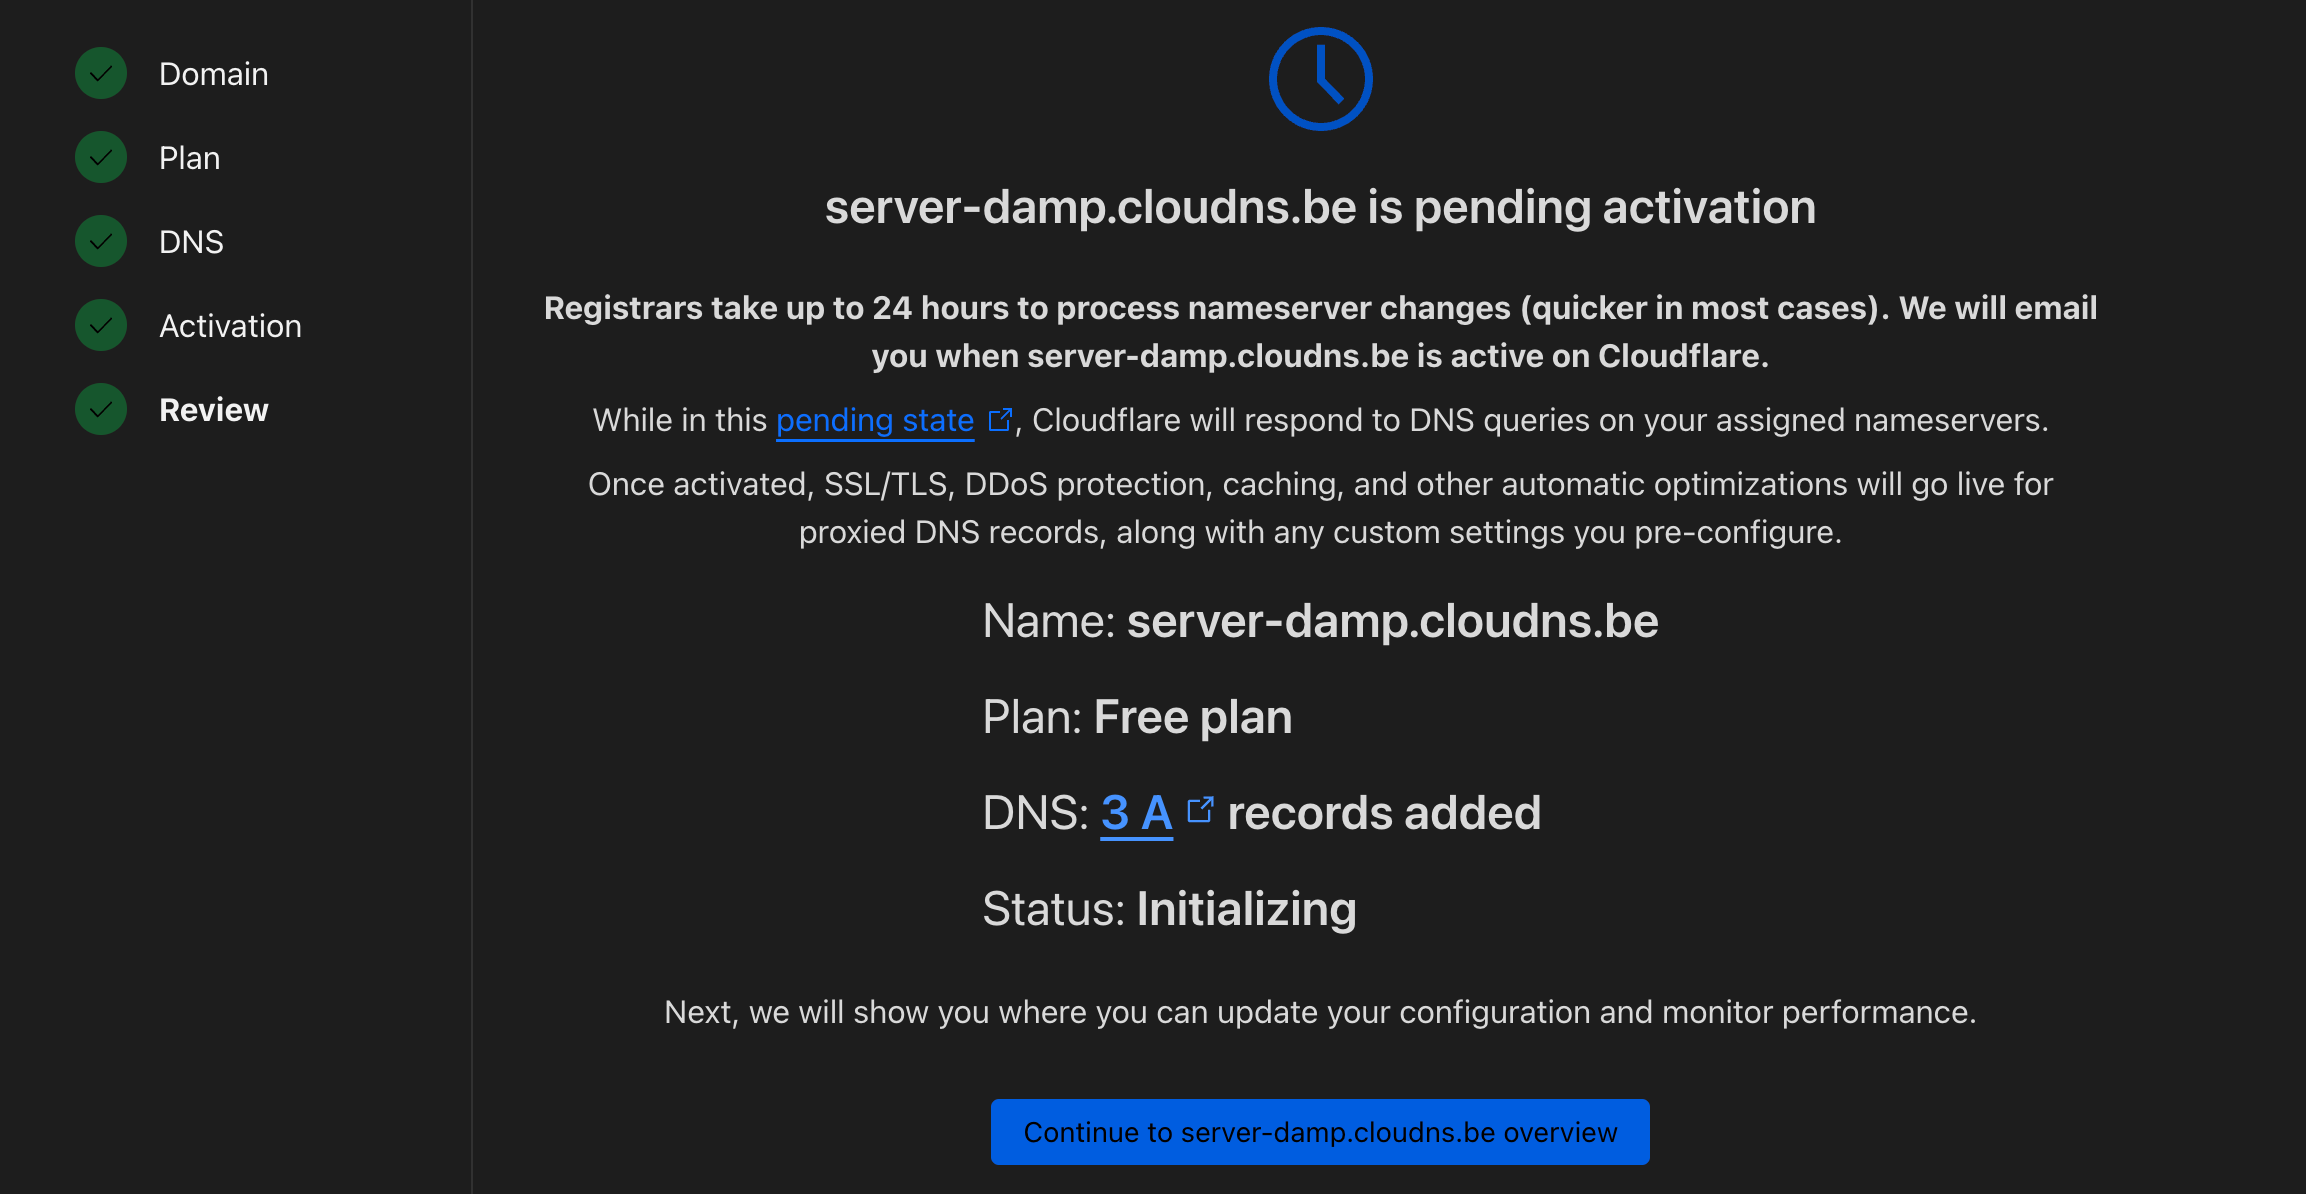 Domain
Plan
DNS
Activation
Review
server-damp.cloudns.be is pending activation
Registrars take up to 24 hours to process nameserver changes (quicker in most cases). We will email
you when server-damp.cloudns.be is active on Cloudflare.
While in this pending state, Cloudflare will respond to DNS queries on your assigned nameservers.
Once activated, SSL/TLS, DDoS protection, caching, and other automatic optimizations will go live for
proxied DNS records, along with any custom settings you pre-configure.
Name: server-damp.cloudns.be
Plan: Free plan
DNS: 3 A records added
Status: Initializing
Next, we will show you where you can update your configuration and monitor performance.
Continue to server-damp.cloudns.be overview